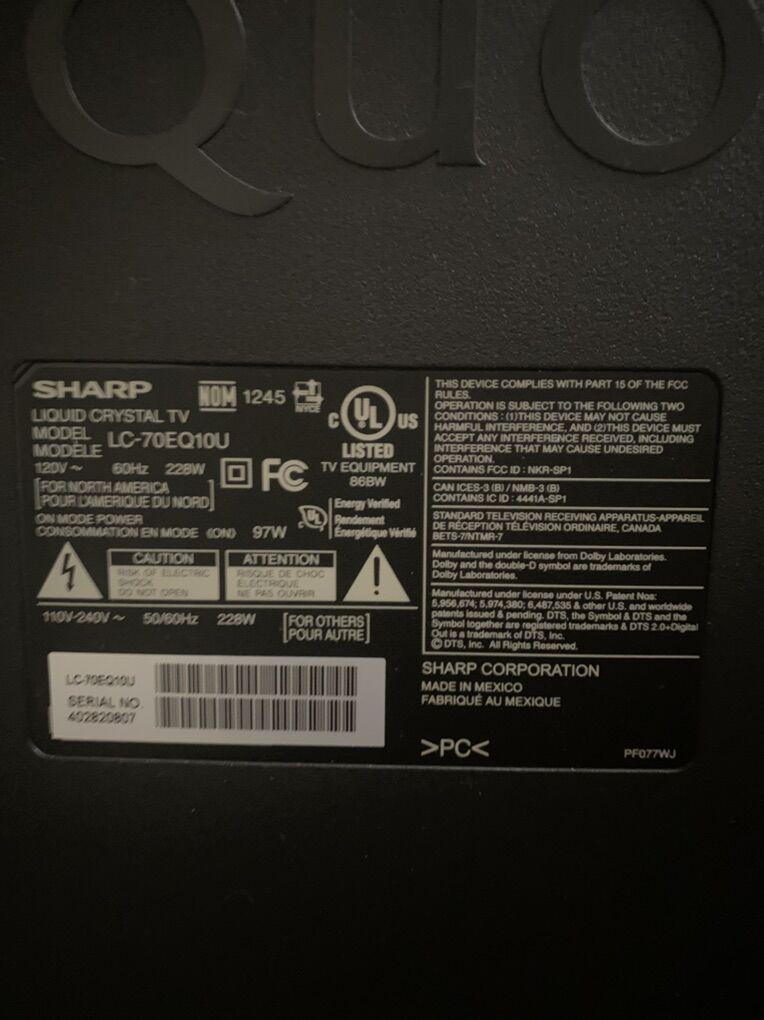 QUO
SHARP
NOM 1245 NYCE
LIQUID CRYSTAL TV
MODEL
MODÈLE LC-70EQ10U
C UL US
LISTED
TV EQUIPMENT
86BW
120V ~ 60Hz 228W
FC
[FOR NORTH AMERICA
POUR L'AMERIQUE DU NORD]
ON MODE POWER
CONSOMMATION EN MODE (ON) 97W
UL
Energy Verified
Rendement
Énergétique Vérifié
CAUTION
RISK OF ELECTRIC
SHOCK
DO NOT OPEN
ATTENTION
RISQUE DE CHOC
ELECTRIQUE
NE PAS OUVRIR
110V-240V ~ 50/60Hz 228W
[FOR OTHERS
POUR AUTRE]
LC-70EQ10U
SERIAL NO.
402820807
THIS DEVICE COMPLIES WITH PART 15 OF THE FCC
RULES.
OPERATION IS SUBJECT TO THE FOLLOWING TWO
CONDITIONS : (1)THIS DEVICE MAY NOT CAUSE
HARMFUL INTERFERENCE, AND (2)THIS DEVICE MUST
ACCEPT ANY INTERFERENCE RECEIVED, INCLUDING
INTERFERENCE THAT MAY CAUSE UNDESIRED
OPERATION.
CONTAINS FCC ID : NKR-SP1
CAN ICES-3 (B) / NMB-3 (B)
CONTAINS IC ID : 4441A-SP1
STANDARD TELEVISION RECEIVING APPARATUS-APPAREIL
DE RÉCEPTION TÉLÉVISION ORDINAIRE, CANADA
BETS-7/NTMR-7
Manufactured under license from Dolby Laboratories.
Dolby and the double-D symbol are trademarks of
Dolby Laboratories.
Manufactured under license under U.S. Patent Nos:
5,956,674; 5,974,380; 6,487,535 & other U.S. and worldwide
patents issued & pending. DTS, the Symbol & DTS and the
Symbol together are registered trademarks & DTS 2.0+Digital
Out is a trademark of DTS, Inc.
© DTS, Inc. All Rights Reserved.
SHARP CORPORATION
MADE IN MEXICO
FABRIQUÉ AU MEXIQUE
>PC<
PF077WJ